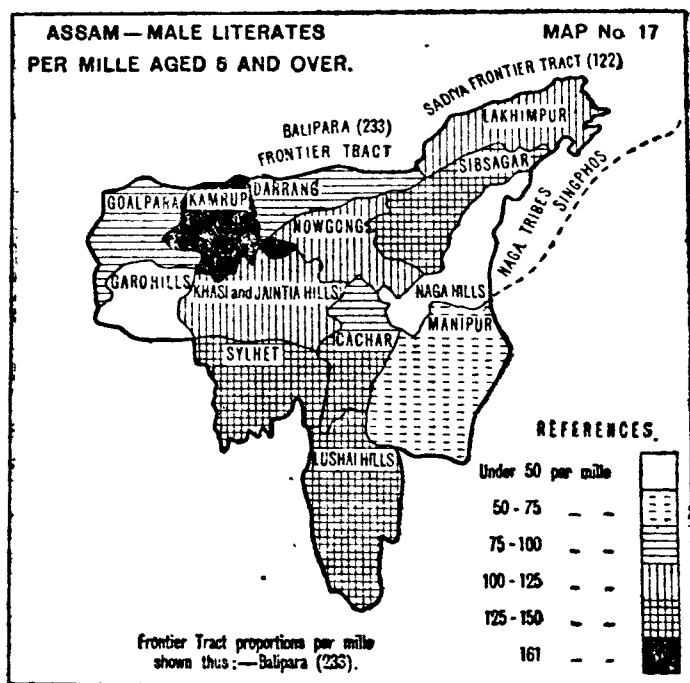 ASSAM — MALE LITERATES
PER MILLE AGED 5 AND OVER.
MAP No 17
SADIYA FRONTIER TRACT (122)
BALIPARA (233)
FRONTIER TRACT
LAKHIMPUR
SIBSAGAR
DARRANG
GOALPARA
KAMRUP
NOWGONG
NAGA TRIBES
SINGPHOS
GARO HILLS
KHASI and JAINTIA HILLS
NAGA HILLS
MANIPUR
CACHAR
SYLHET
LUSHAI HILLS
REFERENCES.
Under 50 per mille
50 - 75 – –
75 - 100 – –
100 - 125 – –
125 - 150 – –
161 – –
Frontier Tract proportions per mille
shown thus:—Balipara (233).